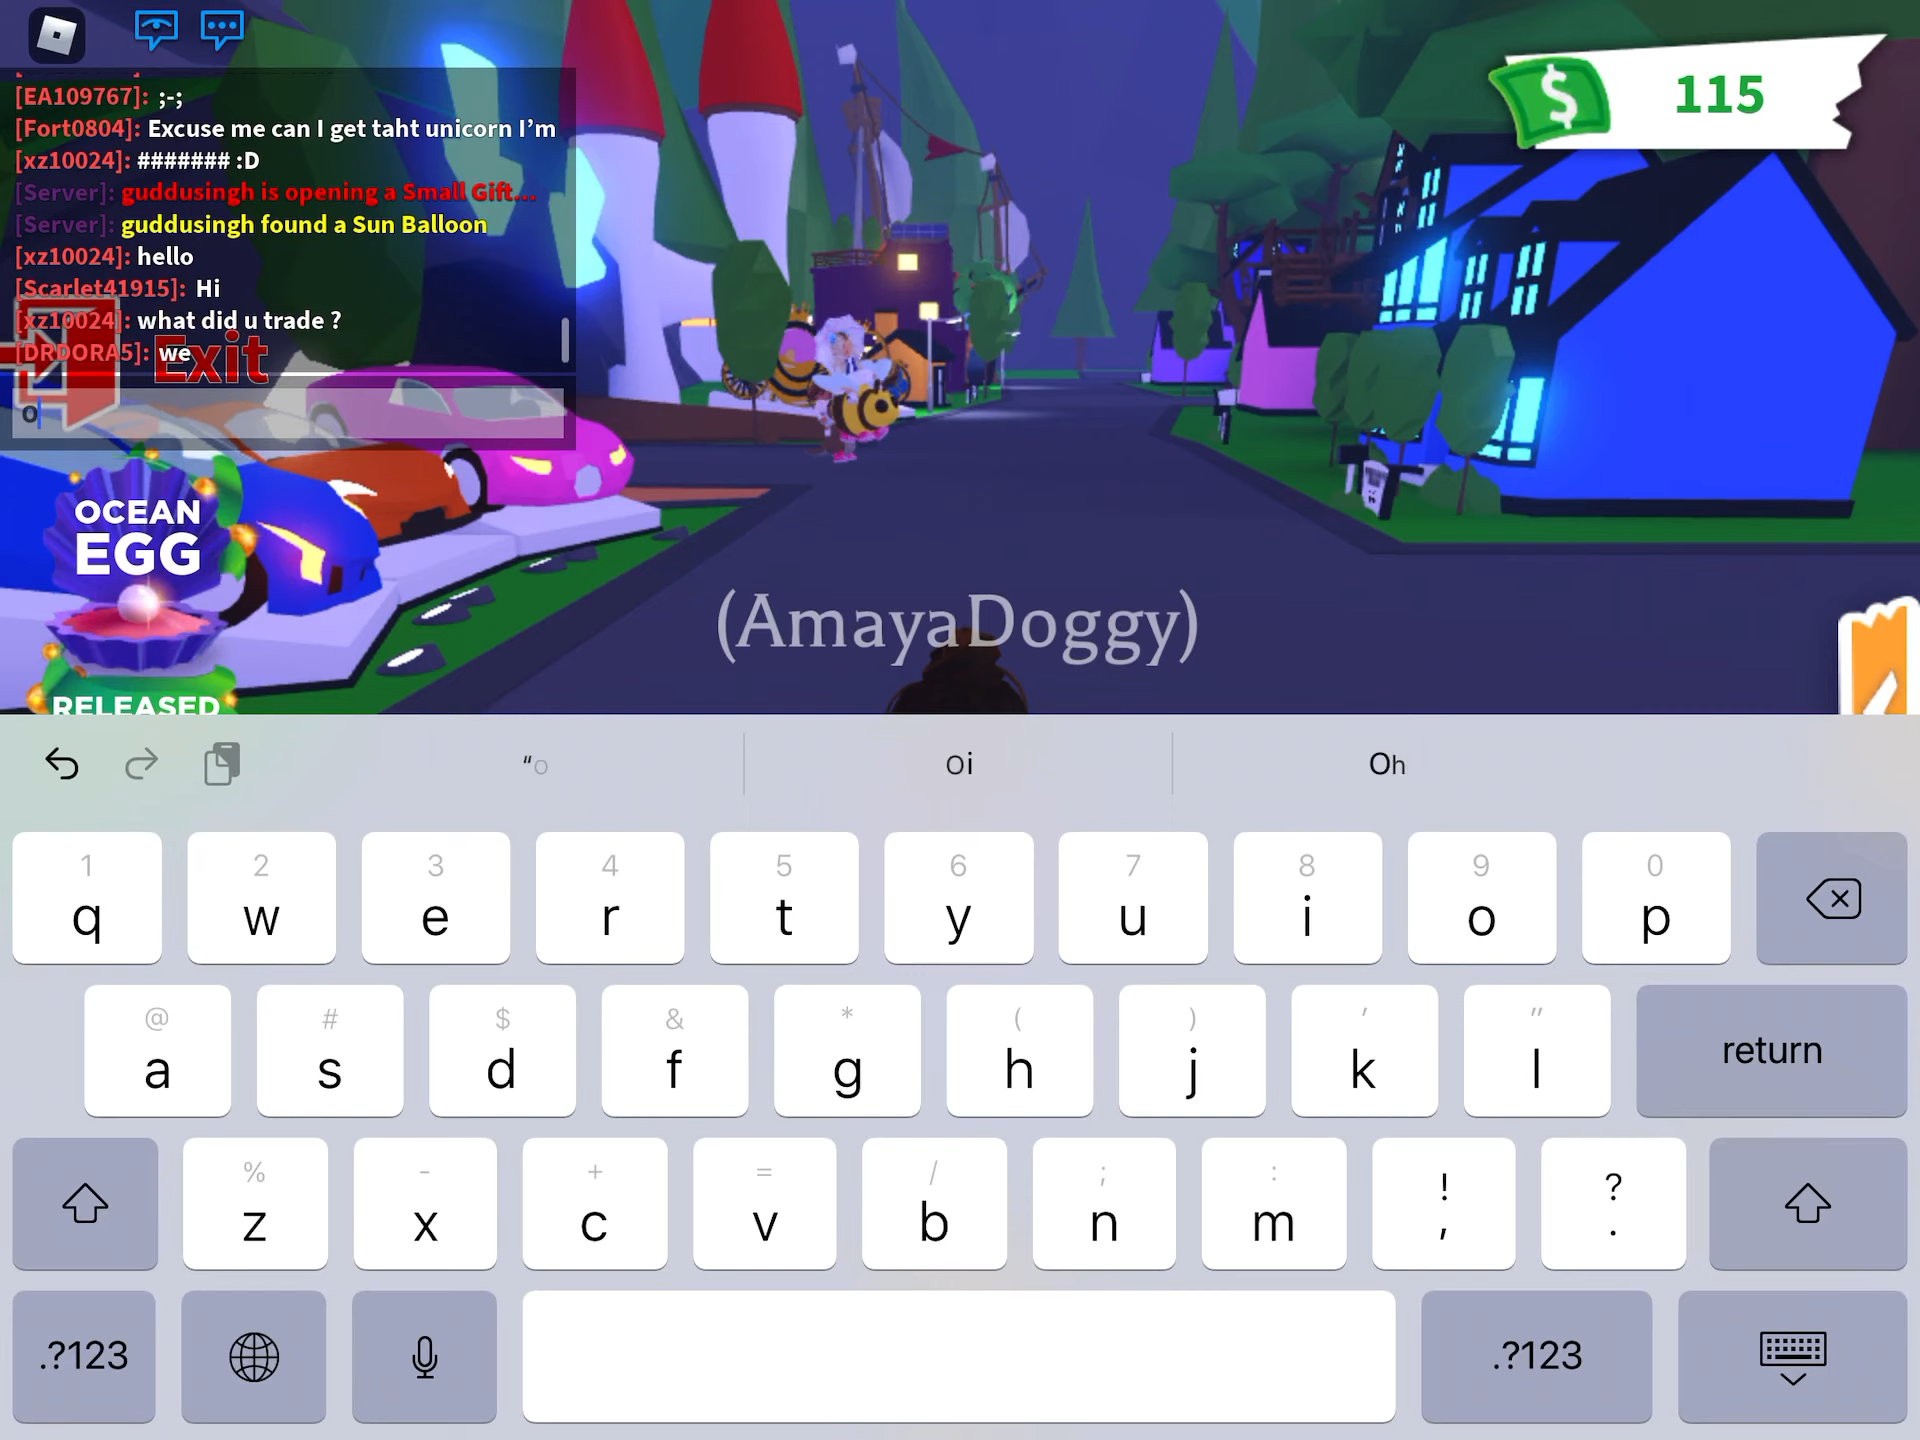 [EA109767]: ;-;
[Fort0804]: Excuse me can I get taht unicorn I'm
[xz10024]: ####### :D
[Server]: guddusingh is opening a Small Gift...
[Server]: guddusingh found a Sun Balloon
[xz10024]: hello
[Scarlet41915]: Hi
[xz10024]: what did u trade ?
[DRDORA5]: we
Exit
o
115
OCEAN
EGG
RELEASED
(AmayaDoggy)
“o
oi
Oh
1 2 3 4 5 6 7 8 9 0
q w e r t y u i o p
@ # $ & * ( ) ' "
a s d f g h j k l return
% - + = / ; : ! ?
z x c v b n m , .
.?123 .?123